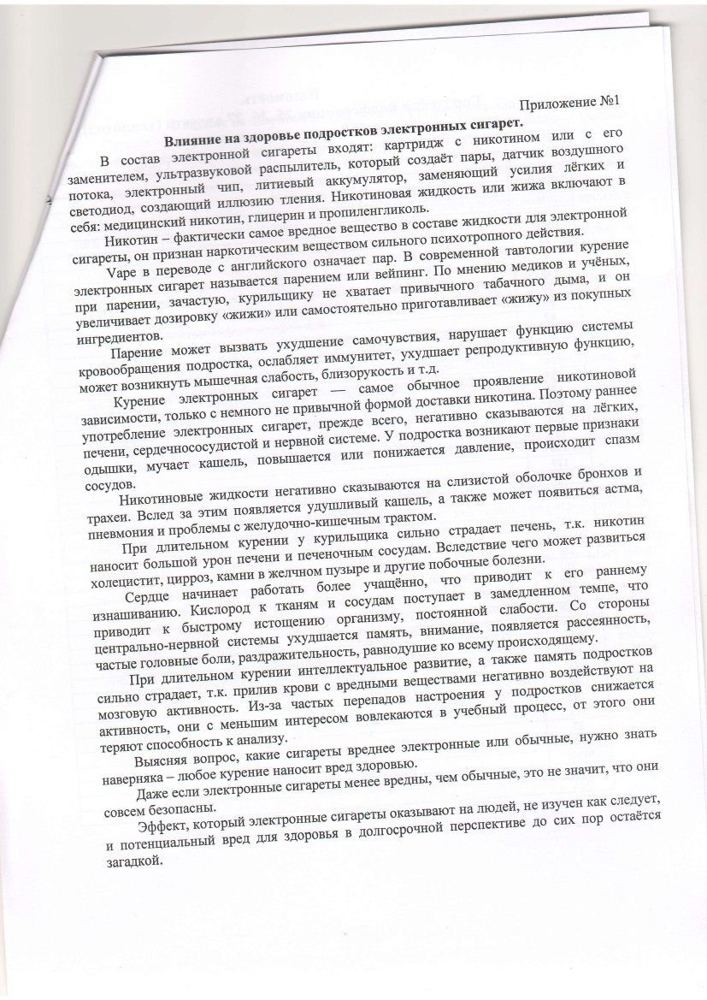 Приложение №1
Влияние на здоровье подростков электронных сигарет.
В состав электронной сигареты входят: картридж с никотином или с его
заменителем, ультразвуковой распылитель, который создаёт пары, датчик воздушного
потока, электронный чип, литиевый аккумулятор, заменяющий усилия лёгких и
светодиод, создающий иллюзию тления. Никотиновая жидкость или жижа включают в
себя: медицинский никотин, глицерин и пропиленгликоль.
Никотин – фактически самое вредное вещество в составе жидкости для электронной
сигареты, он признан наркотическим веществом сильного психотропного действия.
Vape в переводе с английского означает пар. В современной тавтологии курение
электронных сигарет называется парением или вейпинг. По мнению медиков и учёных,
при парении, зачастую, курильщику не хватает привычного табачного дыма, и он
увеличивает дозировку «жижи» или самостоятельно приготавливает «жижу» из покупных
ингредиентов.
Парение может вызвать ухудшение самочувствия, нарушает функцию системы
кровообращения подростка, ослабляет иммунитет, ухудшает репродуктивную функцию,
может возникнуть мышечная слабость, близорукость и т.д.
Курение электронных сигарет — самое обычное проявление никотиновой
зависимости, только с немного не привычной формой доставки никотина. Поэтому раннее
употребление электронных сигарет, прежде всего, негативно сказываются на лёгких,
печени, сердечнососудистой и нервной системе. У подростка возникают первые признаки
одышки, мучает кашель, повышается или понижается давление, происходит спазм
сосудов.
Никотиновые жидкости негативно сказываются на слизистой оболочке бронхов и
трахеи. Вслед за этим появляется удушливый кашель, а также может появиться астма,
пневмония и проблемы с желудочно-кишечным трактом.
При длительном курении у курильщика сильно страдает печень, т.к. никотин
наносит большой урон печени и печеночным сосудам. Вследствие чего может развиться
холецистит, цирроз, камни в желчном пузыре и другие побочные болезни.
Сердце начинает работать более учащённо, что приводит к его раннему
изнашиванию. Кислород к тканям и сосудам поступает в замедленном темпе, что
приводит к быстрому истощению организму, постоянной слабости. Со стороны
центрально-нервной системы ухудшается память, внимание, появляется рассеянность,
частые головные боли, раздражительность, равнодушие ко всему происходящему.
При длительном курении интеллектуальное развитие, а также память подростков
сильно страдает, т.к. прилив крови с вредными веществами негативно воздействуют на
мозговую активность. Из-за частых перепадов настроения у подростков снижается
активность, они с меньшим интересом вовлекаются в учебный процесс, от этого они
теряют способность к анализу.
Выясняя вопрос, какие сигареты вреднее электронные или обычные, нужно знать
наверняка – любое курение наносит вред здоровью.
Даже если электронные сигареты менее вредны, чем обычные, это не значит, что они
совсем безопасны.
Эффект, который электронные сигареты оказывают на людей, не изучен как следует,
и потенциальный вред для здоровья в долгосрочной перспективе до сих пор остаётся
загадкой.